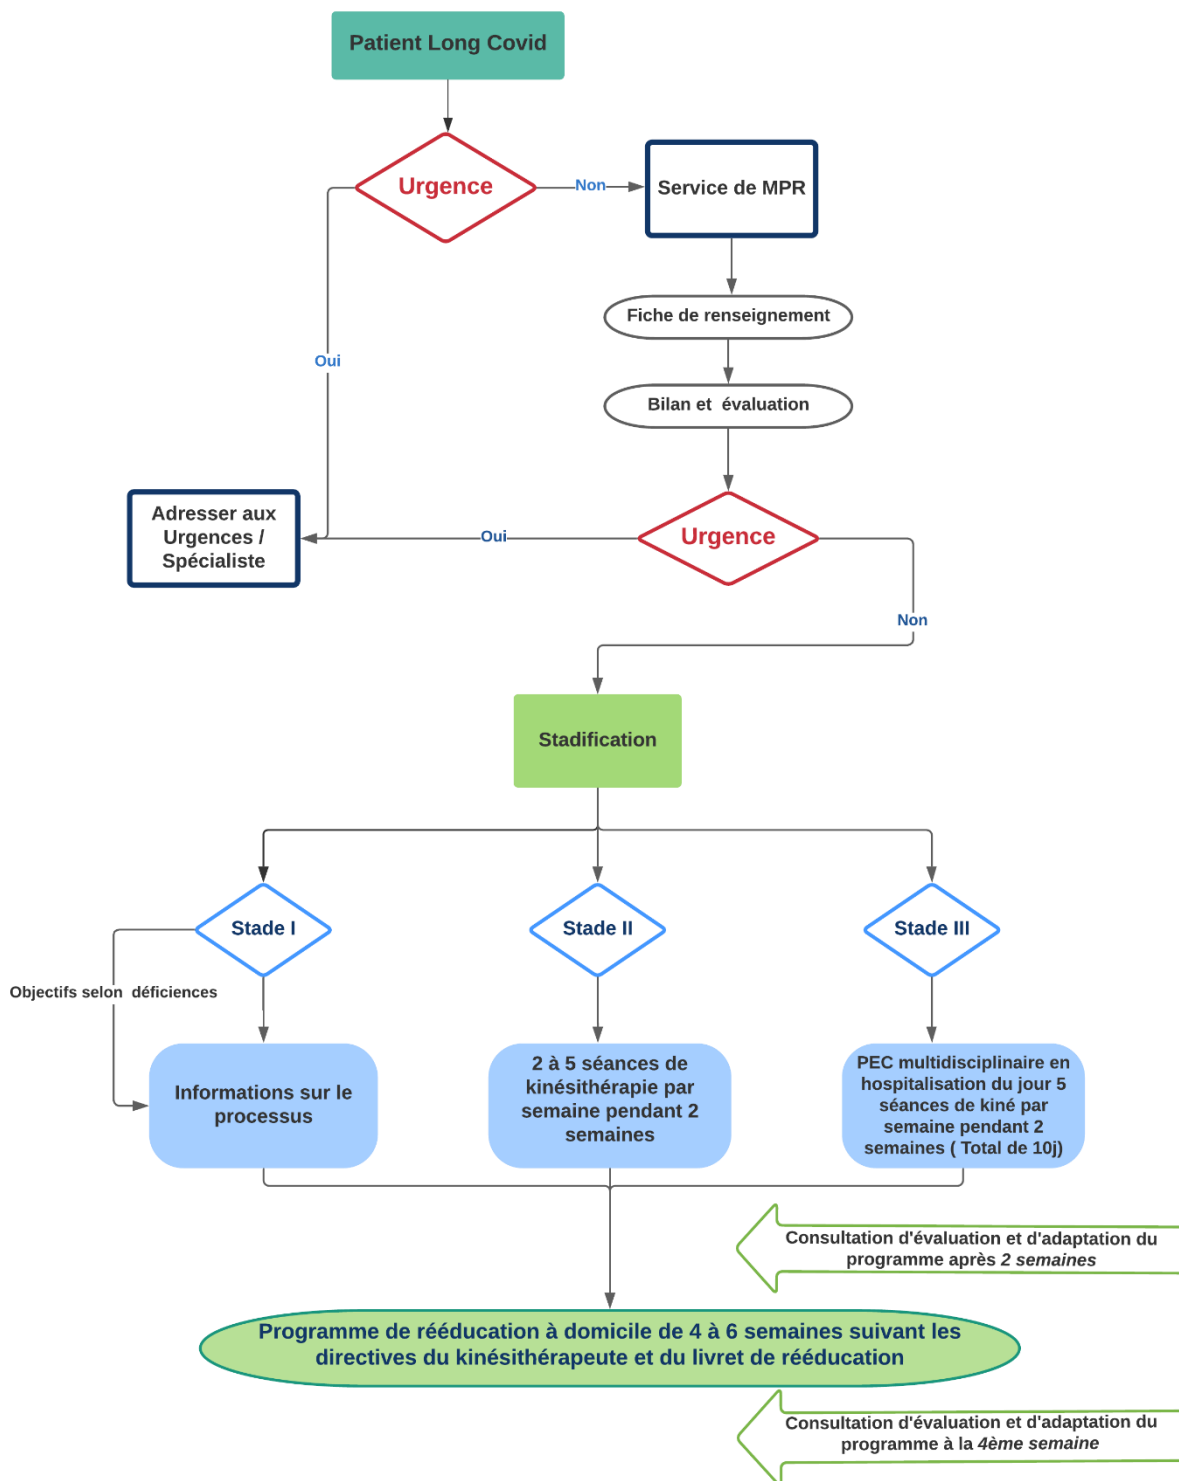 Patient Long Covid
Urgence
Non
Service de MPR
Fiche de renseignement
Oui
Bilan et évaluation
Adresser aux
Urgences /
Spécialiste
Oui
Urgence
Non
Stadification
Stade I
Stade II
Stade III
Objectifs selon déficiences
Informations sur le
processus
2 à 5 séances de
kinésithérapie par
semaine pendant 2
semaines
PEC multidisciplinaire en
hospitalisation du jour 5
séances de kiné par
semaine pendant 2
semaines ( Total de 10j)
Consultation d'évaluation et d'adaptation du
programme après 2 semaines
Programme de rééducation à domicile de 4 à 6 semaines suivant les
directives du kinésithérapeute et du livret de rééducation
Consultation d'évaluation et d'adaptation du
programme à la 4ème semaine